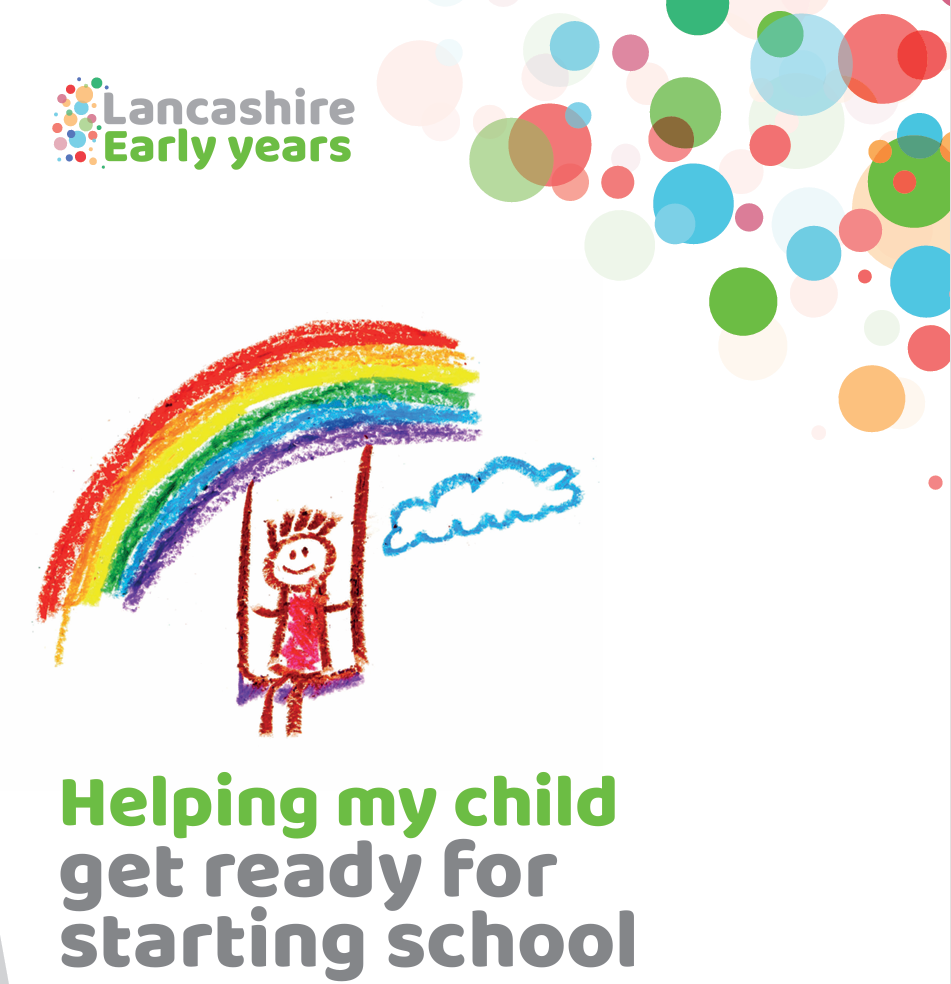 Lancashire
Early years
Helping my child
get ready for
starting school